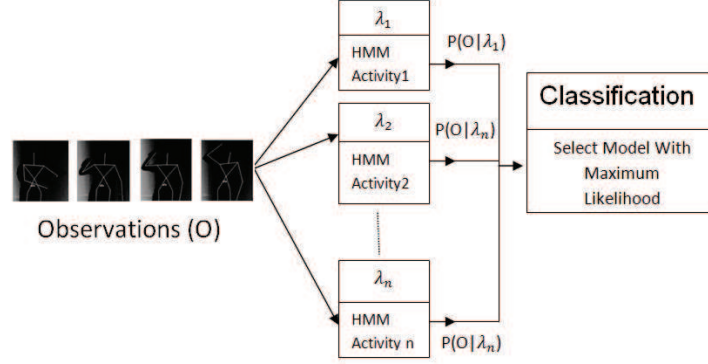 λ₁
HMM
Activity1
P(O|λ₁)
λ₂
HMM
Activity2
P(O|λₙ)
λₙ
HMM
Activity n
P(O|λₙ)
Observations (O)
Classification
Select Model With
Maximum
Likelihood